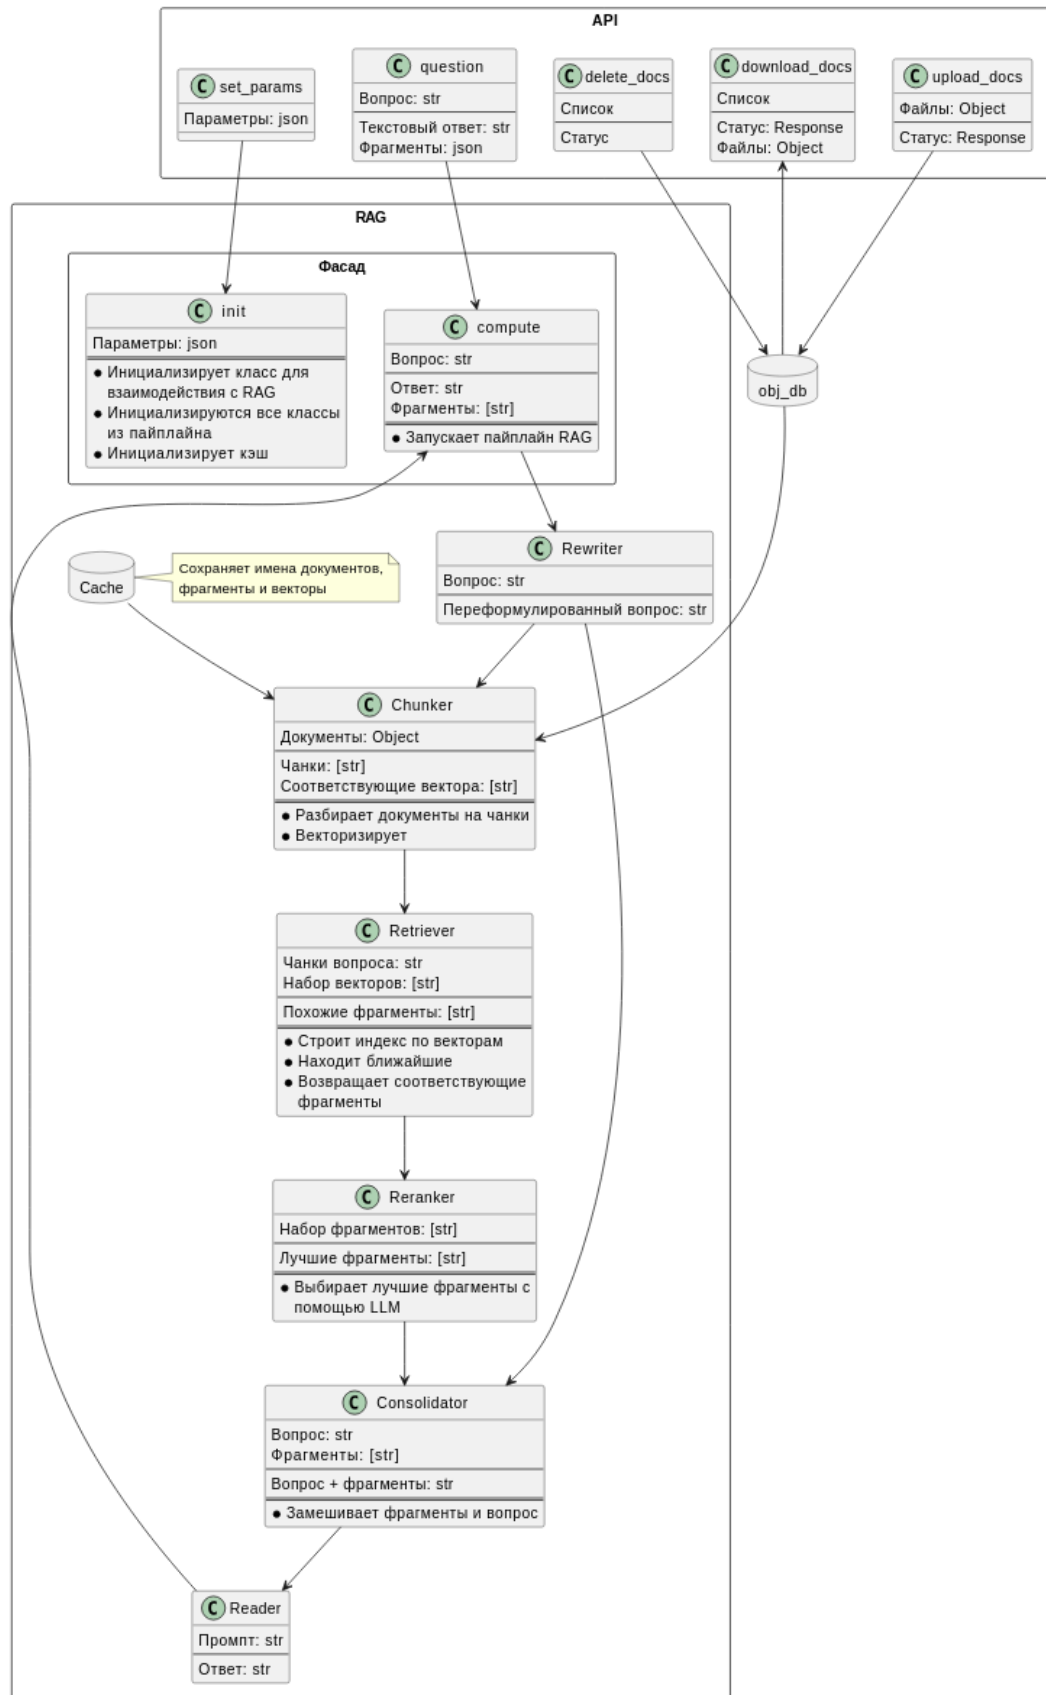 API
C set_params
Параметры: json
C question
Вопрос: str
Текстовый ответ: str
Фрагменты: json
C delete_docs
Список
Статус
C download_docs
Список
Статус: Response
Файлы: Object
C upload_docs
Файлы: Object
Статус: Response
RAG
Фасад
C init
Параметры: json
• Инициализирует класс для
взаимодействия с RAG
• Инициализируются все классы
из пайплайна
• Инициализирует кэш
C compute
Вопрос: str
Ответ: str
Фрагменты: [str]
• Запускает пайплайн RAG
obj_db
Cache
Сохраняет имена документов,
фрагменты и векторы
C Rewriter
Вопрос: str
Переформулированный вопрос: str
C Chunker
Документы: Object
Чанки: [str]
Соответствующие вектора: [str]
• Разбирает документы на чанки
• Векторизирует
C Retriever
Чанки вопроса: str
Набор векторов: [str]
Похожие фрагменты: [str]
• Строит индекс по векторам
• Находит ближайшие
• Возвращает соответствующие
фрагменты
C Reranker
Набор фрагментов: [str]
Лучшие фрагменты: [str]
• Выбирает лучшие фрагменты с
помощью LLM
C Consolidator
Вопрос: str
Фрагменты: [str]
Вопрос + фрагменты: str
• Замешивает фрагменты и вопрос
C Reader
Промпт: str
Ответ: str